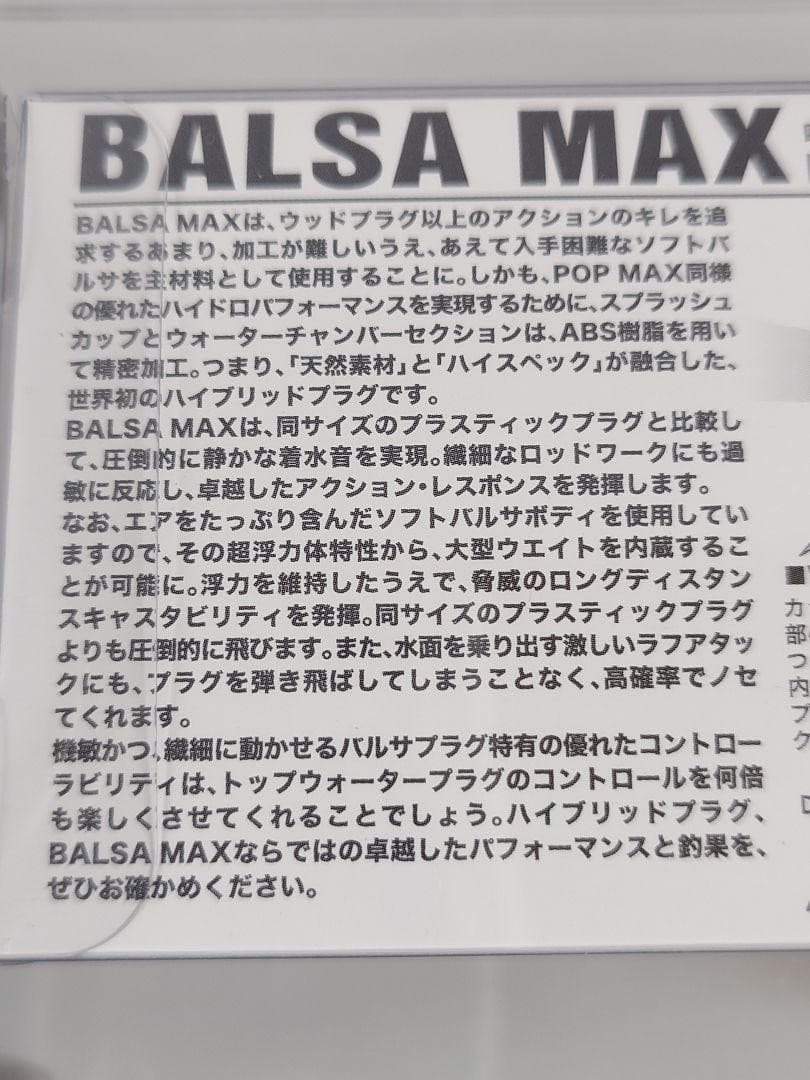 BALSA MAX
BALSA MAXは、ウッドプラグ以上のアクションのキレを追
求するあまり、加工が難しいうえ、あえて入手困難なソフトバ
ルサを主材料として使用することに。しかも、POP MAX同様
の優れたハイドロパフォーマンスを実現するために、スプラッシュ
カップとウォーターチャンバーセクションは、ABS樹脂を用い
て精密加工。つまり、「天然素材」と「ハイスペック」が融合した、
世界初のハイブリッドプラグです。
BALSA MAXは、同サイズのプラスティックプラグと比較し
て、圧倒的に静かな着水音を実現。繊細なロッドワークにも過
敏に反応し、卓越したアクション・レスポンスを発揮します。
なお、エアをたっぷり含んだソフトバルサボディを使用してい
ますので、その超浮力体特性から、大型ウエイトを内蔵するこ
とが可能に。浮力を維持したうえで、脅威のロングディスタン
スキャスタビリティを発揮。同サイズのプラスティックプラグ
よりも圧倒的に飛びます。また、水面を乗り出す激しいラフアタッ
クにも、プラグを弾き飛ばしてしまうことなく、高確率でノセ
てくれます。
機敏かつ、繊細に動かせるバルサプラグ特有の優れたコントロー
ラビリティは、トップウォータープラグのコントロールを何倍
も楽しくさせてくれることでしょう。ハイブリッドプラグ、
BALSA MAXならではの卓越したパフォーマンスと釣果を、
ぜひお確かめください。
カ
部
つ
内
プ
ク